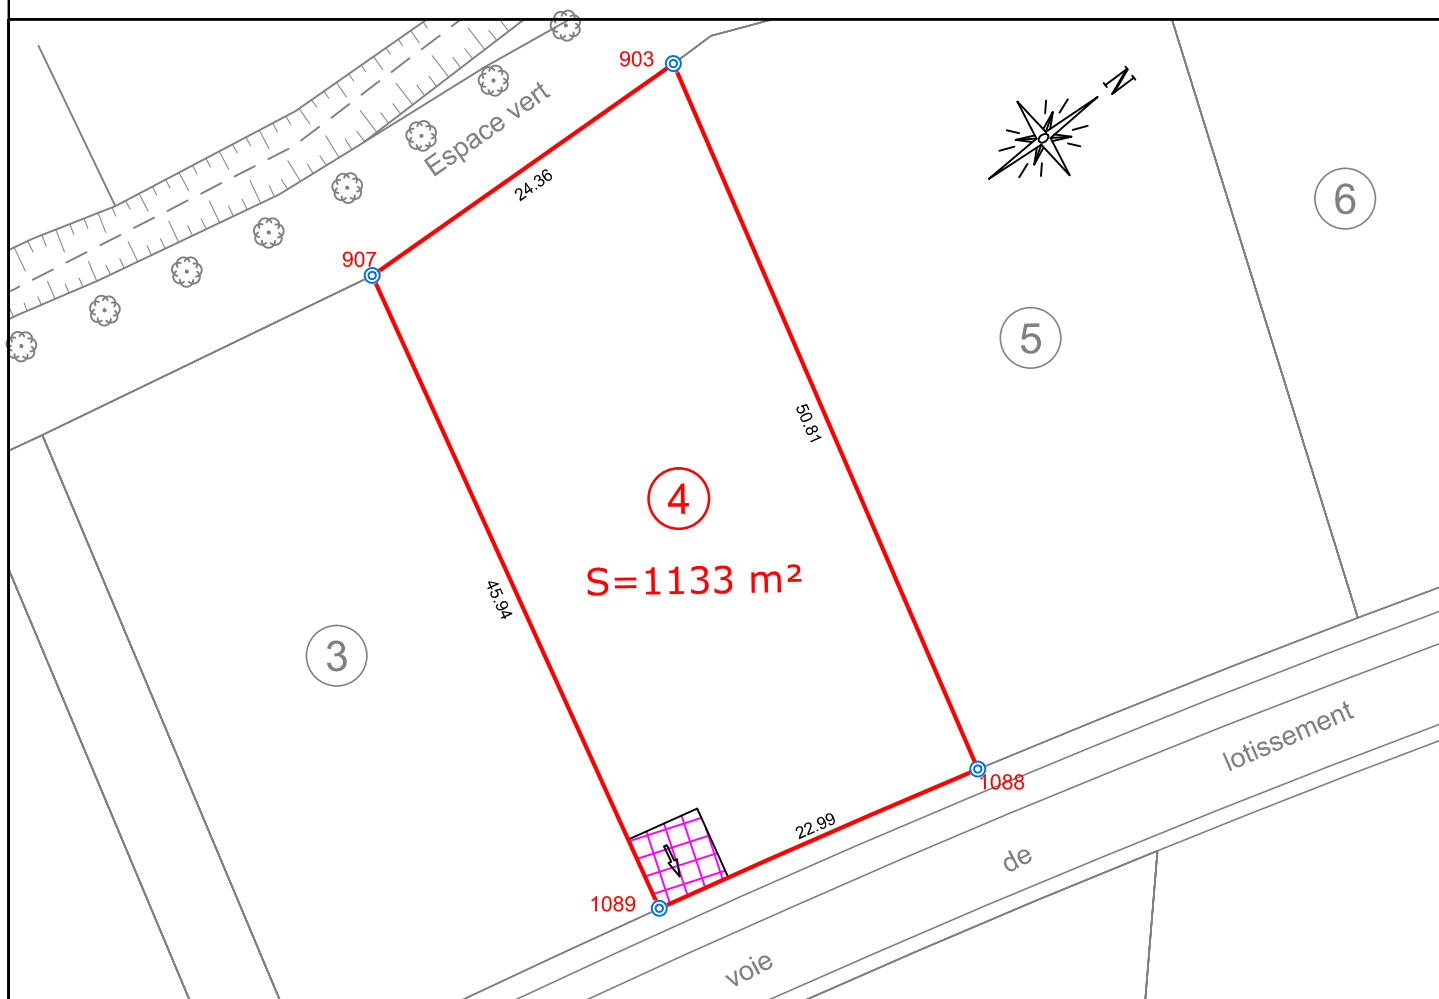 903
N
Espace vert
24.36
6
907
5
50.81
4
S=1133 m²
45.94
3
lotissement
1088
22.99
de
1089
voie